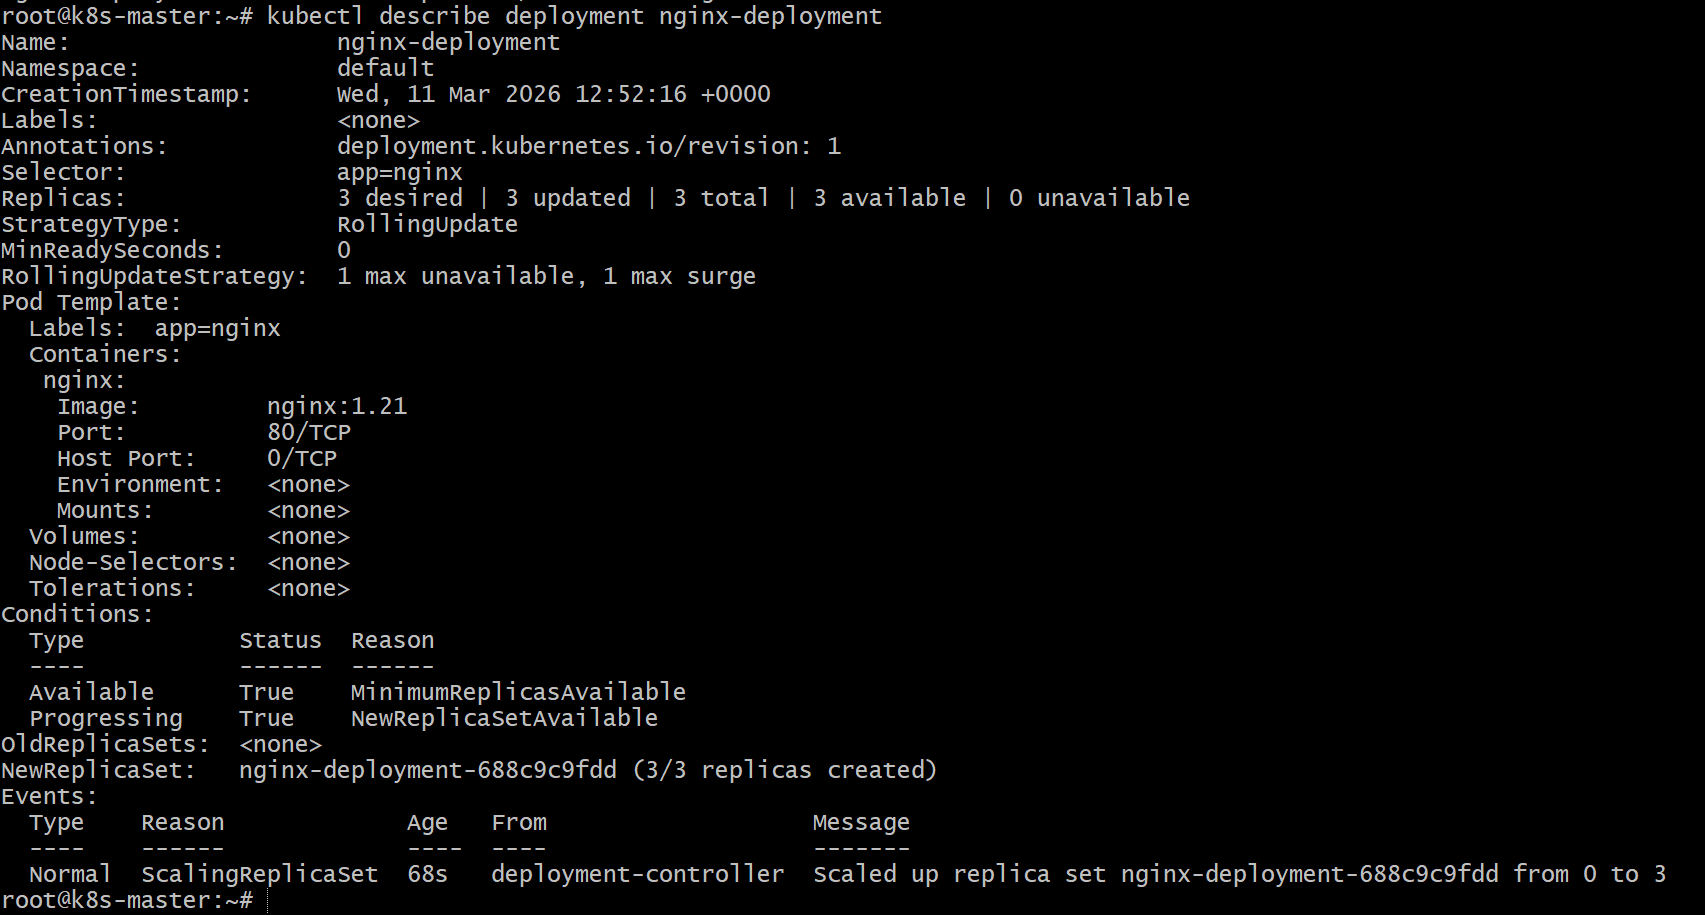 root@k8s-master:~# kubectl describe deployment nginx-deployment
Name:                   nginx-deployment
Namespace:              default
CreationTimestamp:      Wed, 11 Mar 2026 12:52:16 +0000
Labels:                 <none>
Annotations:            deployment.kubernetes.io/revision: 1
Selector:               app=nginx
Replicas:               3 desired | 3 updated | 3 total | 3 available | 0 unavailable
StrategyType:           RollingUpdate
MinReadySeconds:        0
RollingUpdateStrategy:  1 max unavailable, 1 max surge
Pod Template:
  Labels:  app=nginx
  Containers:
   nginx:
    Image:         nginx:1.21
    Port:          80/TCP
    Host Port:     0/TCP
    Environment:   <none>
    Mounts:        <none>
  Volumes:         <none>
  Node-Selectors:  <none>
  Tolerations:     <none>
Conditions:
  Type           Status  Reason
  ----           ------  ------
  Available      True    MinimumReplicasAvailable
  Progressing    True    NewReplicaSetAvailable
OldReplicaSets:  <none>
NewReplicaSet:   nginx-deployment-688c9c9fdd (3/3 replicas created)
Events:
  Type    Reason             Age   From                   Message
  ----    ------             ----  ----                   -------
  Normal  ScalingReplicaSet  68s   deployment-controller  Scaled up replica set nginx-deployment-688c9c9fdd from 0 to 3
root@k8s-master:~#